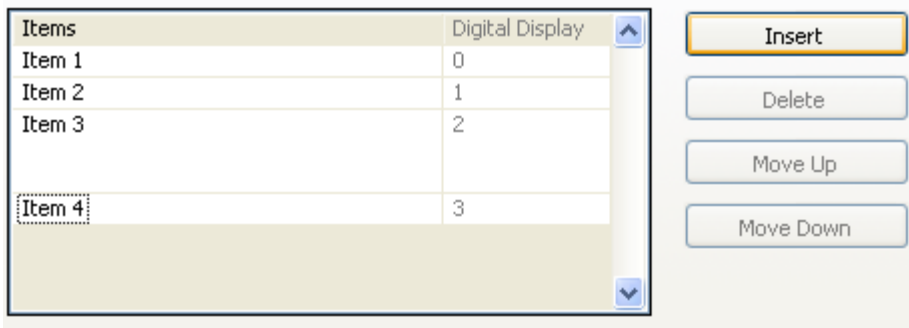 Items Digital Display
Item 1 0
Item 2 1
Item 3 2
Item 4 3
Insert
Delete
Move Up
Move Down